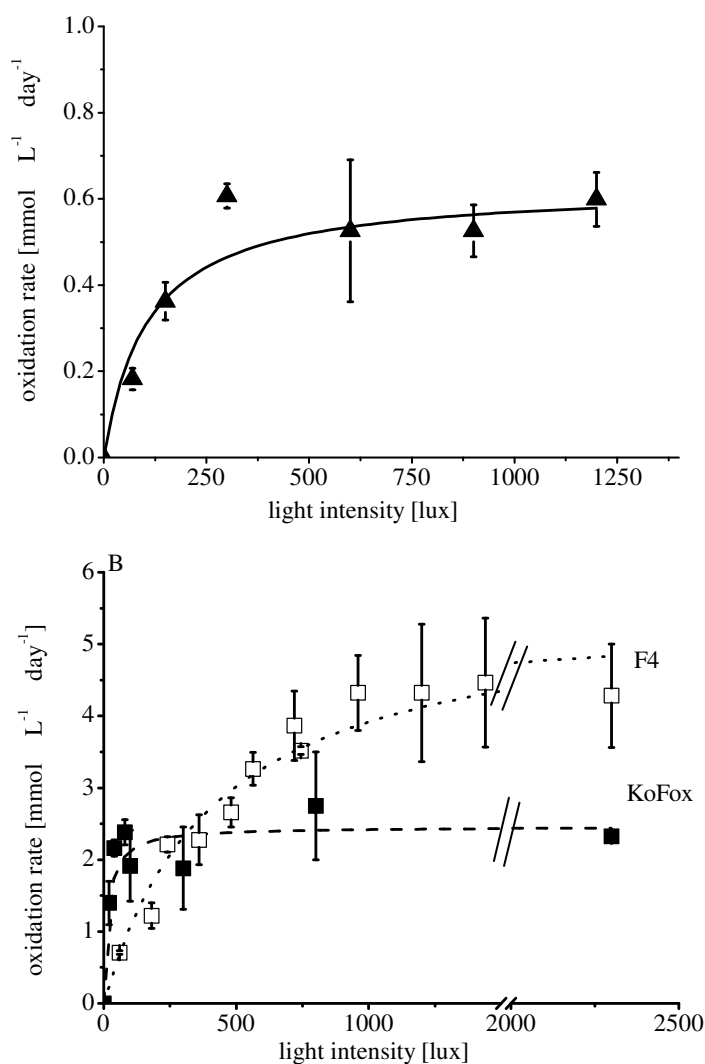 1.0
0.8
0.6
0.4
0.2
0.0
oxidation rate [mmol L-1 day-1
0 250 500 750 1000 1250
light intensity [lux]
B
6
5
4
3
2
1
0
oxidation rate [mmol L-1 day-1]
F4
KoFox
0 500 1000 2000 2500
light intensity [lux]